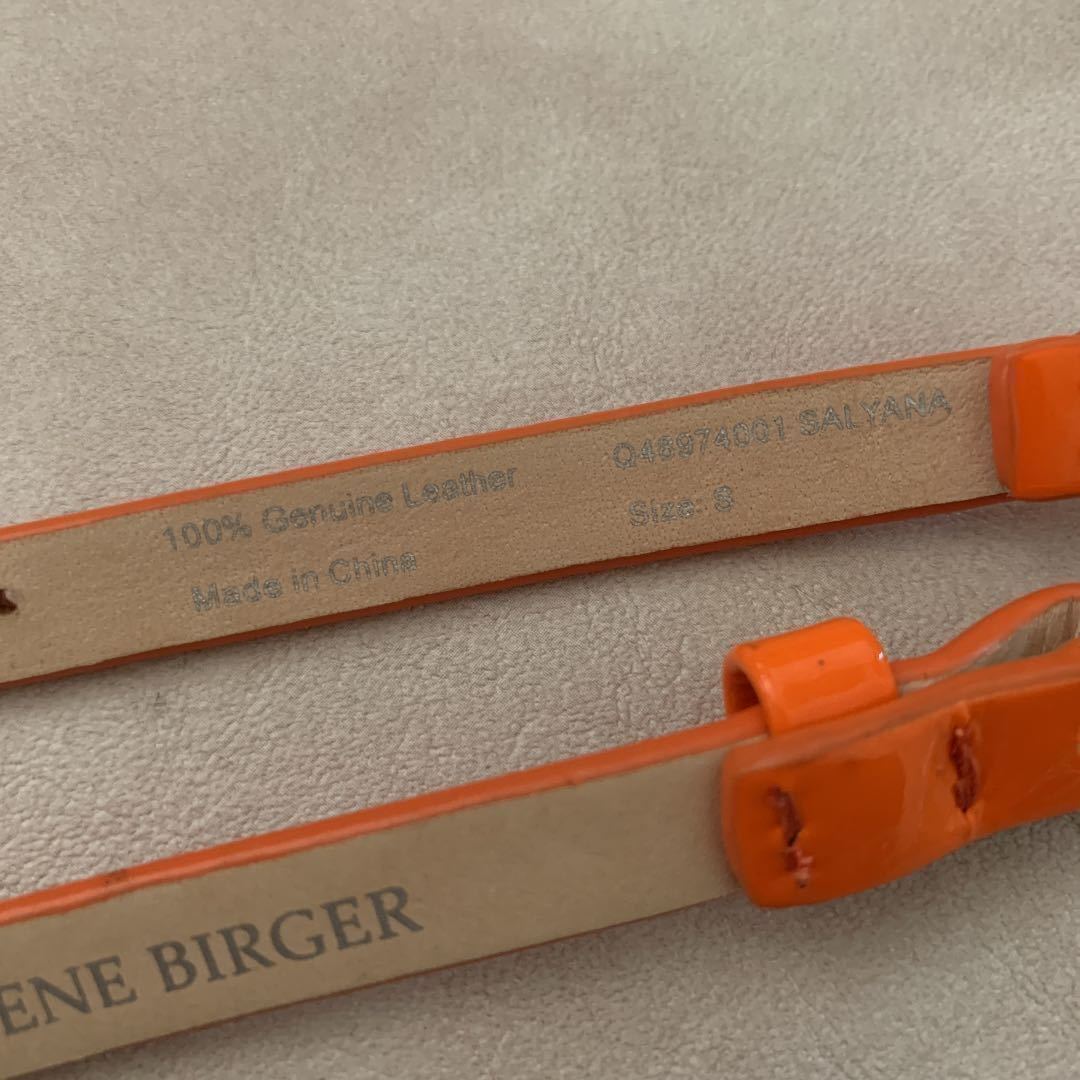 100% Genuine Leather
Made in China
Q48974001 SALYANA
Size: S
ENE BIRGER